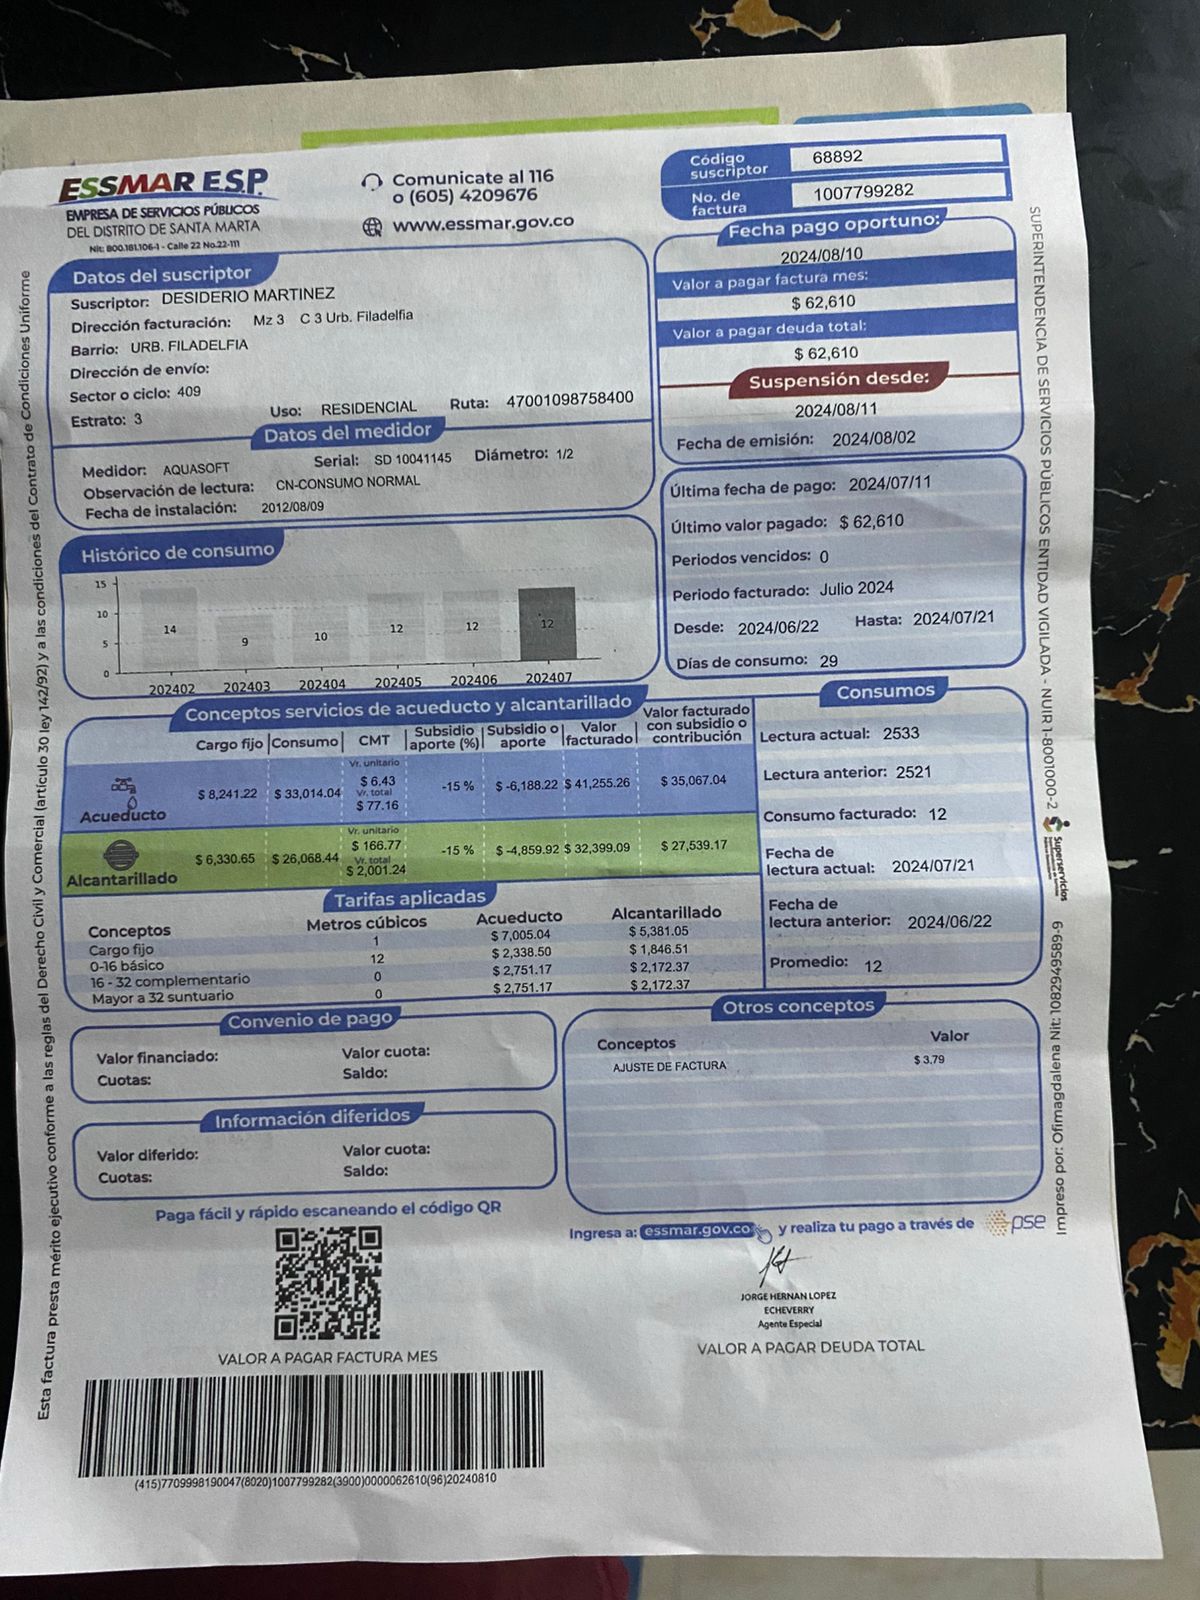 ESSMAR E.S.P
EMPRESA DE SERVICIOS PÚBLICOS
DEL DISTRITO DE SANTA MARTA
Nit: 800.181.106-1 - Calle 22 No.22-111
Comunicate al 116
o (605) 4209676
www.essmar.gov.co
Código suscriptor 68892
No. de factura 1007799282
Fecha pago oportuno:
2024/08/10
Valor a pagar factura mes:
$ 62,610
Valor a pagar deuda total:
$ 62,610
Suspensión desde:
2024/08/11
Fecha de emisión: 2024/08/02
Datos del suscriptor
Suscriptor: DESIDERIO MARTINEZ
Dirección facturación: Mz 3 C 3 Urb. Filadelfia
Barrio: URB. FILADELFIA
Dirección de envío:
Sector o ciclo: 409
Estrato: 3 Uso: RESIDENCIAL Ruta: 47001098758400
Datos del medidor
Medidor: AQUASOFT Serial: SD 10041145 Diámetro: 1/2
Observación de lectura: CN-CONSUMO NORMAL
Fecha de instalación: 2012/08/09
Última fecha de pago: 2024/07/11
Último valor pagado: $ 62,610
Periodos vencidos: 0
Periodo facturado: Julio 2024
Desde: 2024/06/22 Hasta: 2024/07/21
Días de consumo: 29
Histórico de consumo
15
10
5
0
14 9 10 12 12 12
202402 202403 202404 202405 202406 202407
Conceptos servicios de acueducto y alcantarillado
Cargo fijo Consumo CMT Subsidio aporte (%) Subsidio o aporte Valor facturado Valor facturado con subsidio o contribución
Acueducto $ 8,241.22 $ 33,014.04 Vr. unitario $ 6.43 Vr. total $ 77.16 -15 % $ -6,188.22 $ 41,255.26 $ 35,067.04
Alcantarillado $ 6,330.65 $ 26,068.44 Vr. unitario $ 166.77 Vr. total $ 2,001.24 -15 % $ -4,859.92 $ 32,399.09 $ 27,539.17
Tarifas aplicadas
Conceptos Metros cúbicos Acueducto Alcantarillado
Cargo fijo 1 $ 7,005.04 $ 5,381.05
0-16 básico 12 $ 2,338.50 $ 1,846.51
16 - 32 complementario 0 $ 2,751.17 $ 2,172.37
Mayor a 32 suntuario 0 $ 2,751.17 $ 2,172.37
Consumos
Lectura actual: 2533
Lectura anterior: 2521
Consumo facturado: 12
Fecha de
lectura actual: 2024/07/21
Fecha de
lectura anterior: 2024/06/22
Promedio: 12
Convenio de pago
Valor financiado: Valor cuota:
Cuotas: Saldo:
Información diferidos
Valor diferido: Valor cuota:
Cuotas: Saldo:
Otros conceptos
Conceptos Valor
AJUSTE DE FACTURA $ 3.79
Paga fácil y rápido escaneando el código QR
Ingresa a: essmar.gov.co y realiza tu pago a través de pse
JORGE HERNAN LOPEZ
ECHEVERRY
Agente Especial
VALOR A PAGAR FACTURA MES
VALOR A PAGAR DEUDA TOTAL
(415)7709998190047(8020)1007799282(3900)0000062610(96)20240810
Esta factura presta mérito ejecutivo conforme a las reglas del Derecho Civil y Comercial (artículo 30 ley 142/92) y a las condiciones del Contrato de Condiciones Uniforme
SUPERINTENDENCIA DE SERVICIOS PÚBLICOS ENTIDAD VIGILADA - NUIR 1-8001000-2
Superservicios
Impreso por: Ofimagdalena Nit: 1082949589-9